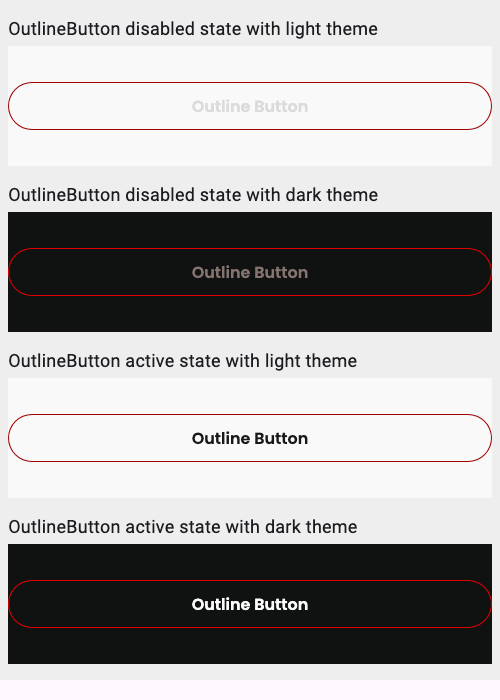 OutlineButton disabled state with light theme
Outline Button
OutlineButton disabled state with dark theme
Outline Button
OutlineButton active state with light theme
Outline Button
OutlineButton active state with dark theme
Outline Button